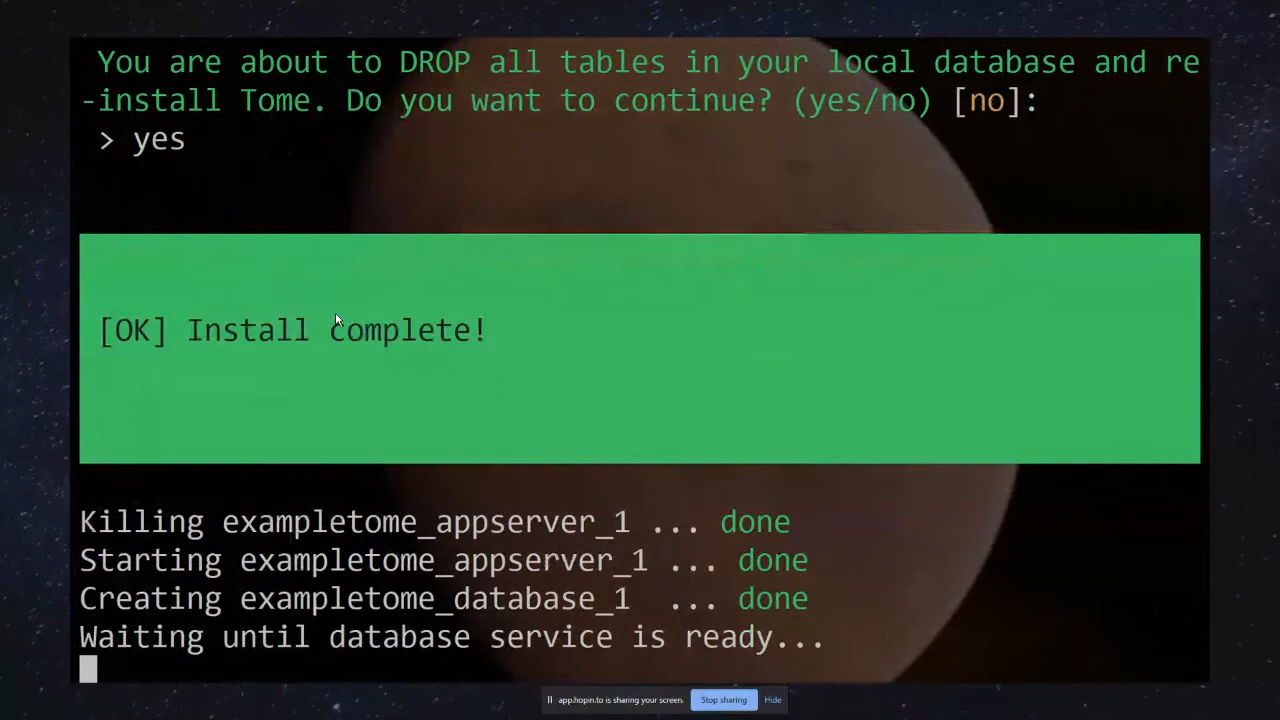 You are about to DROP all tables in your local database and re
-install Tome. Do you want to continue? (yes/no) [no]:
> yes
[OK] Install complete!
Killing exampletome_appserver_1 ... done
Starting exampletome_appserver_1 ... done
Creating exampletome_database_1 ... done
Waiting until database service is ready...
app.hopin.to is sharing your screen. Stop sharing Hide